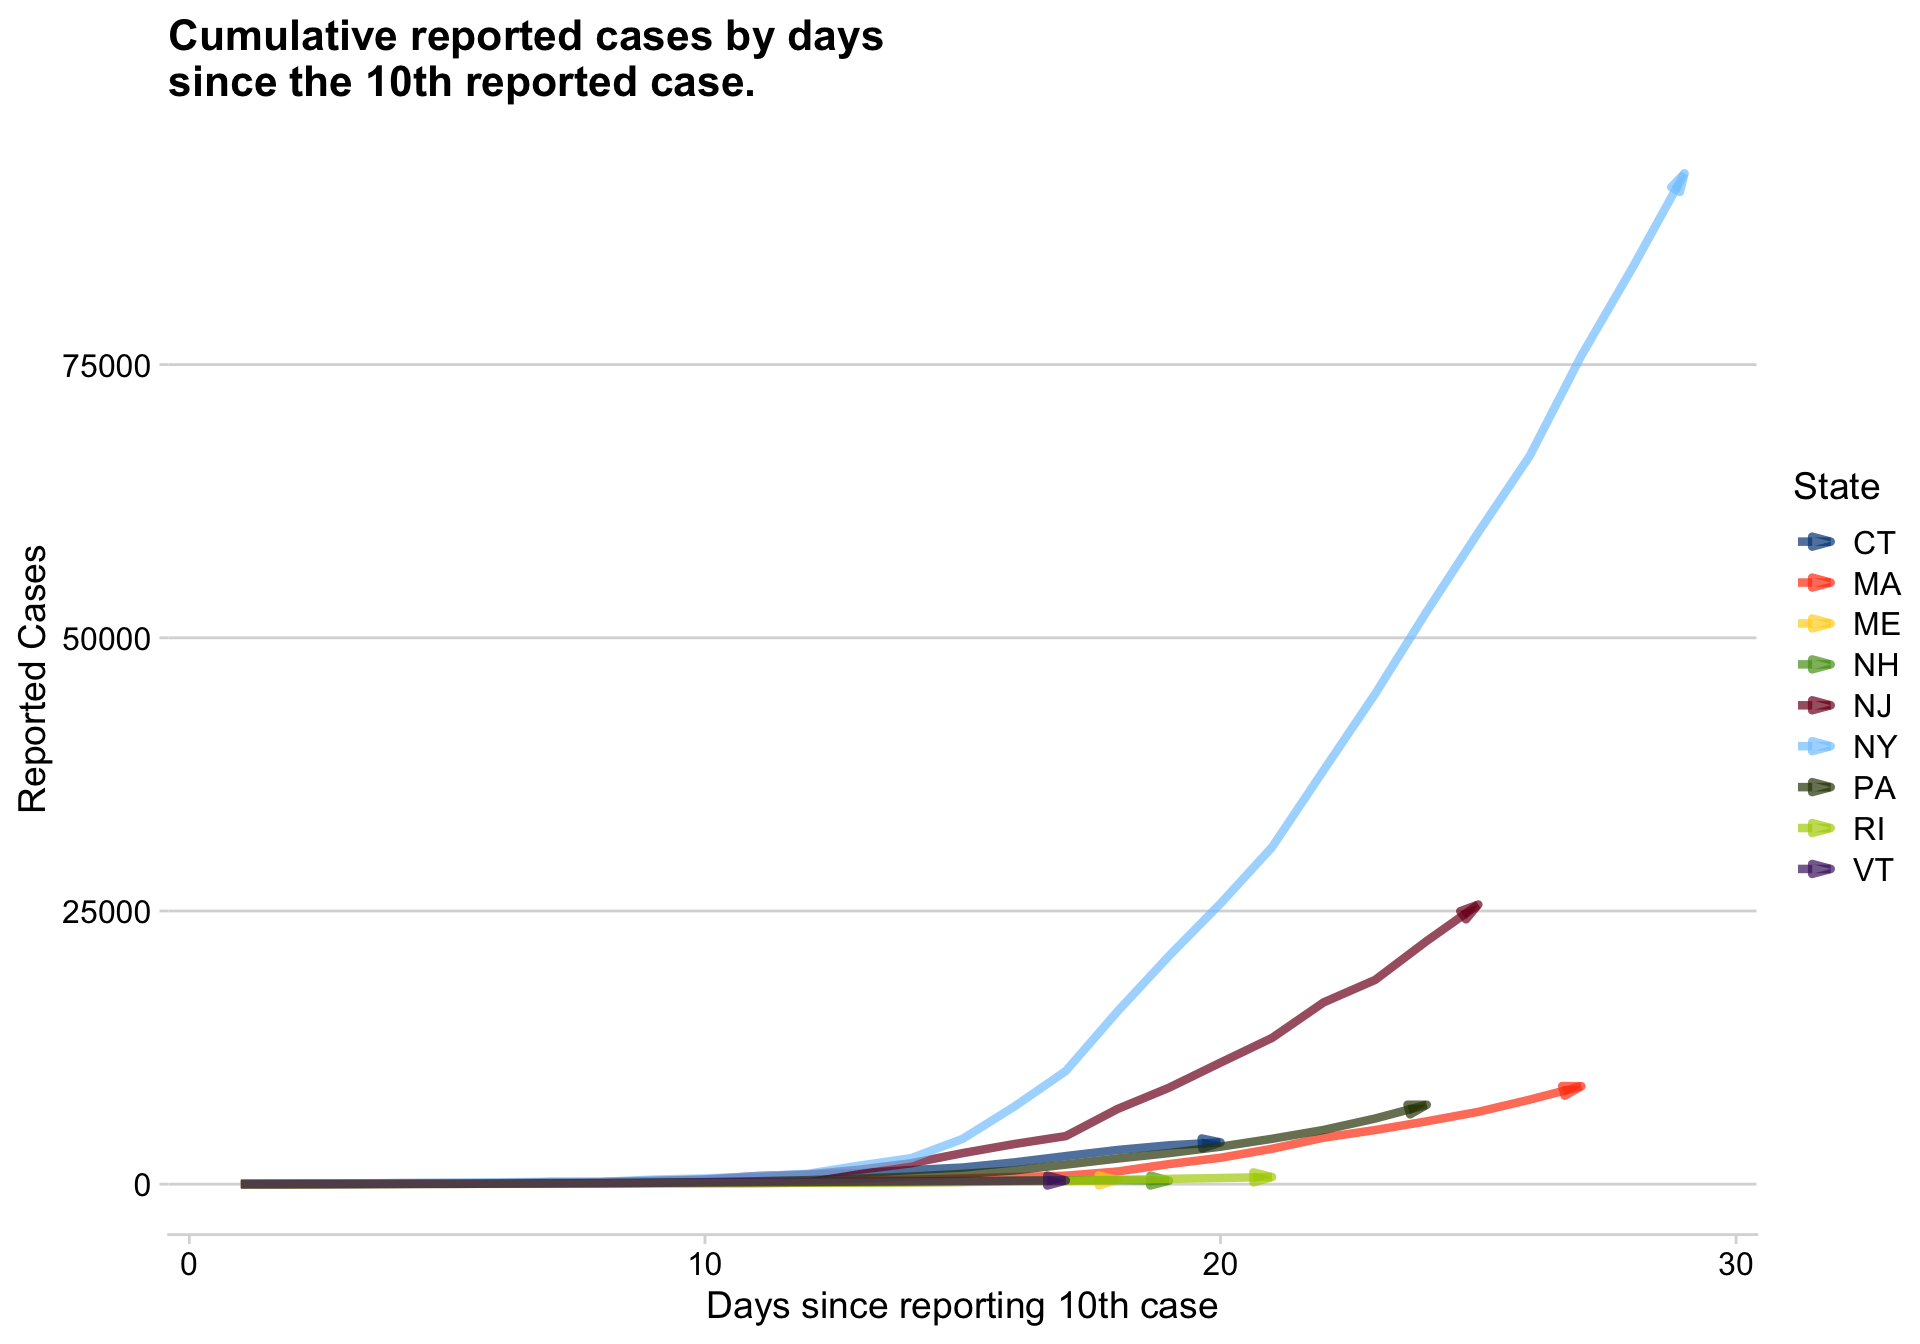 Cumulative reported cases by days
since the 10th reported case.
Reported Cases
75000
50000
25000
0
0 10 20 30
Days since reporting 10th case
State
CT
MA
ME
NH
NJ
NY
PA
RI
VT